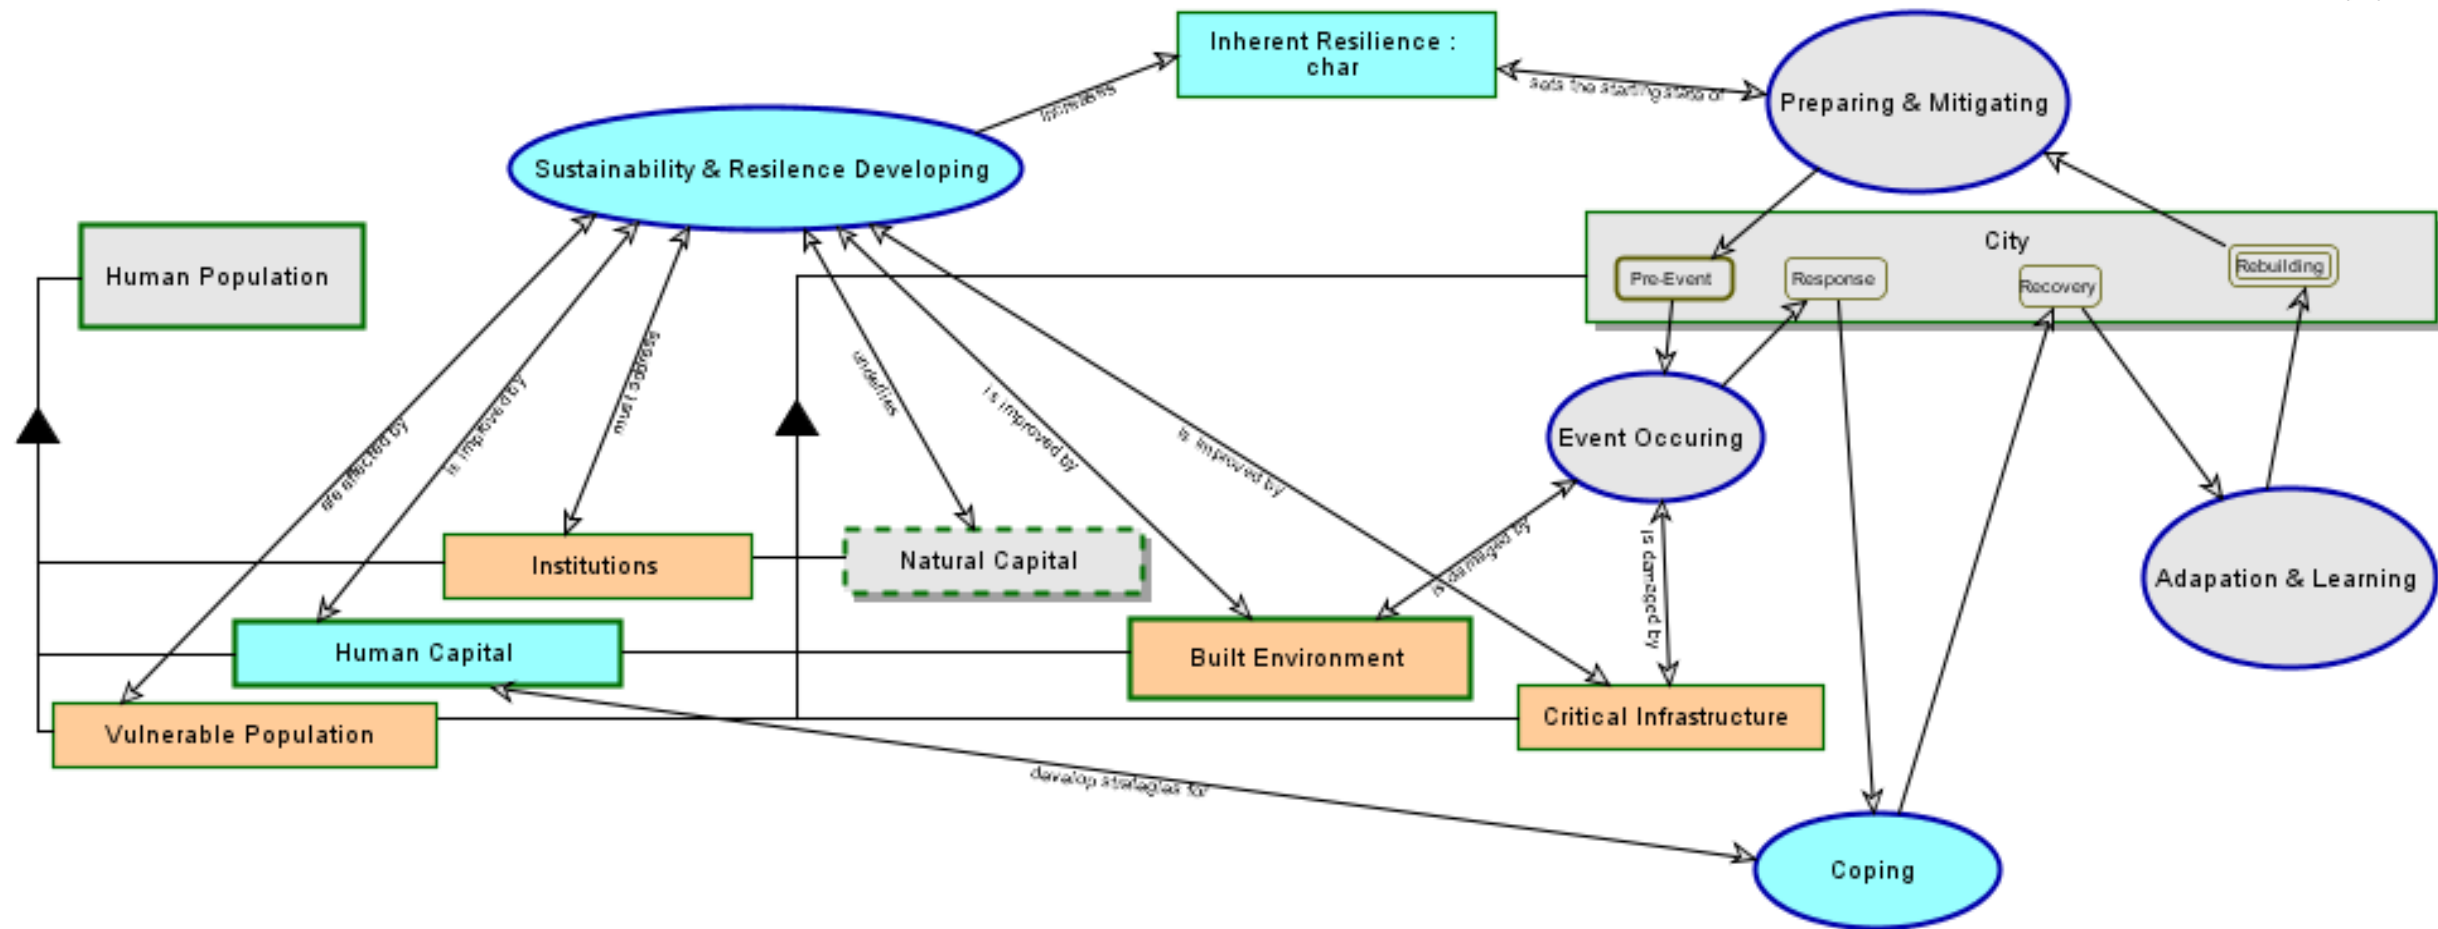 Inherent Resilience :
char
Preparing & Mitigating
increases
sets the starting state of
Sustainability & Resilence Developing
City
Human Population
Pre-Event
Response
Recovery
Rebuilding
are affected by
is improved by
must address
underlies
is improved by
is improved by
Event Occuring
is damaged by
is damaged by
Institutions
Natural Capital
Adapation & Learning
Human Capital
Built Environment
Vulnerable Population
Critical Infrastructure
develop strategies for
Coping